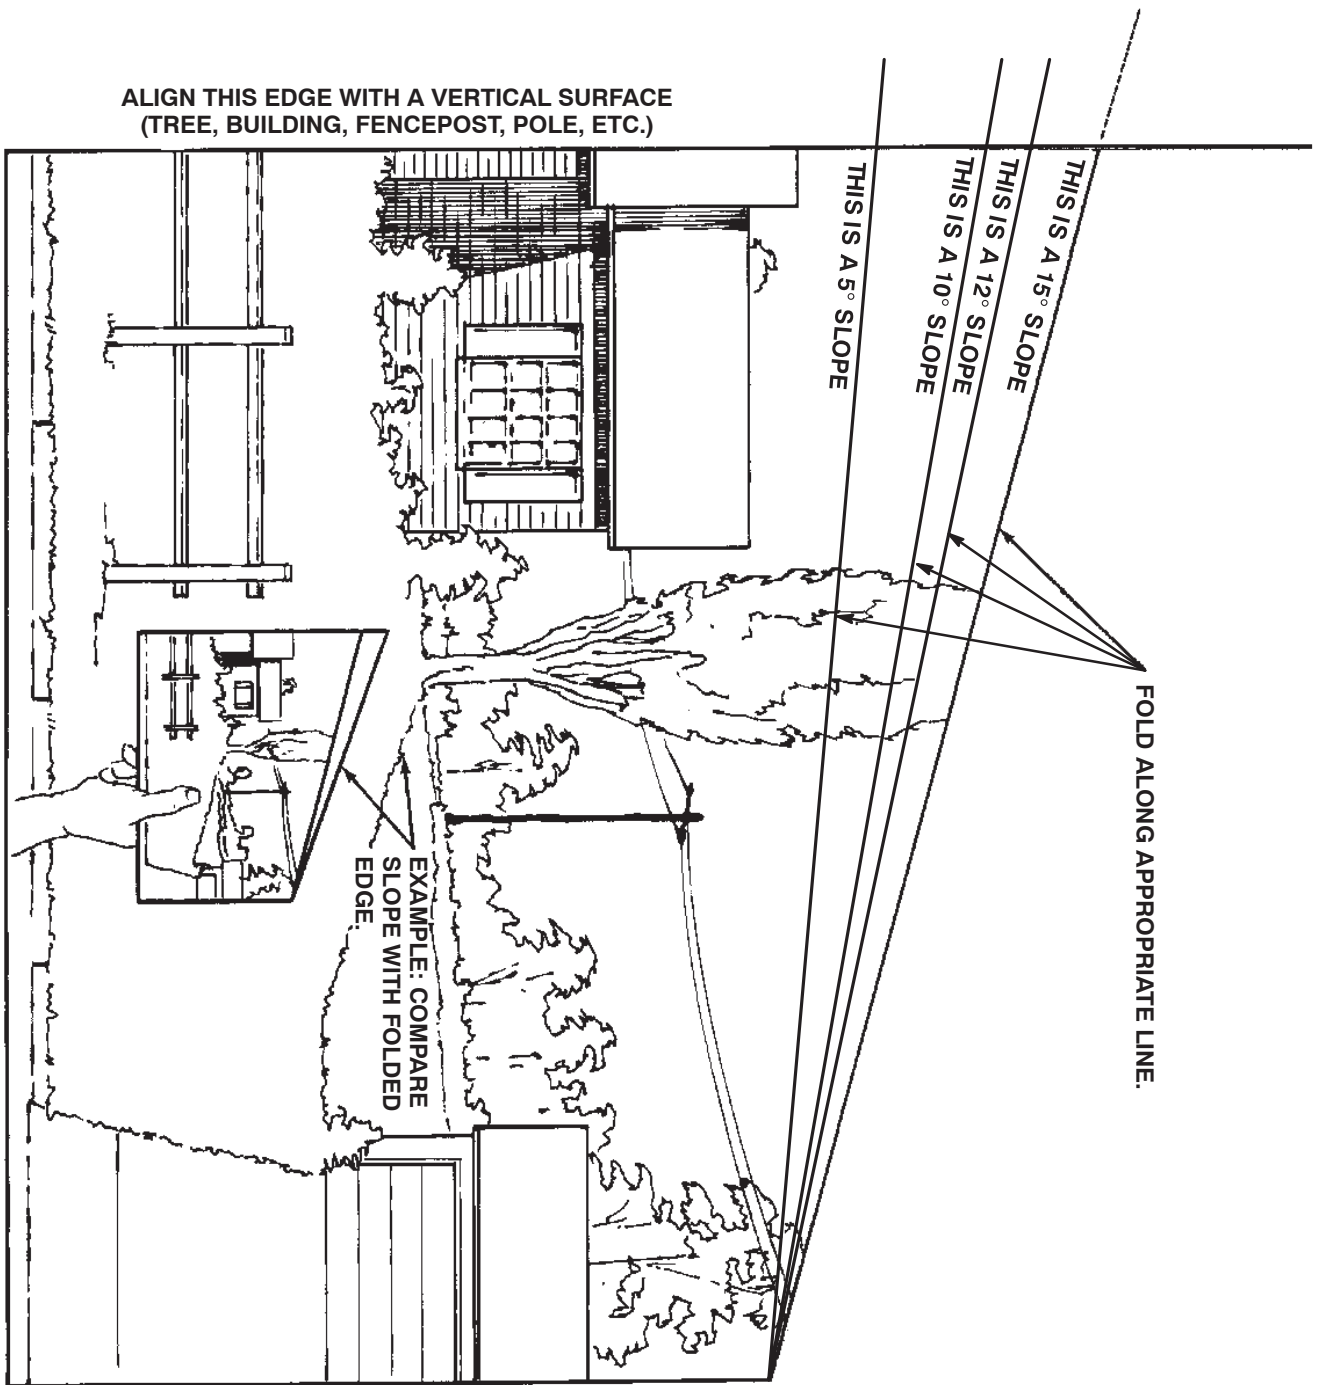 ALIGN THIS EDGE WITH A VERTICAL SURFACE
(TREE, BUILDING, FENCEPOST, POLE, ETC.)
THIS IS A 5° SLOPE
THIS IS A 10° SLOPE
THIS IS A 12° SLOPE
THIS IS A 15° SLOPE
FOLD ALONG APPROPRIATE LINE.
EXAMPLE: COMPARE
SLOPE WITH FOLDED
EDGE.